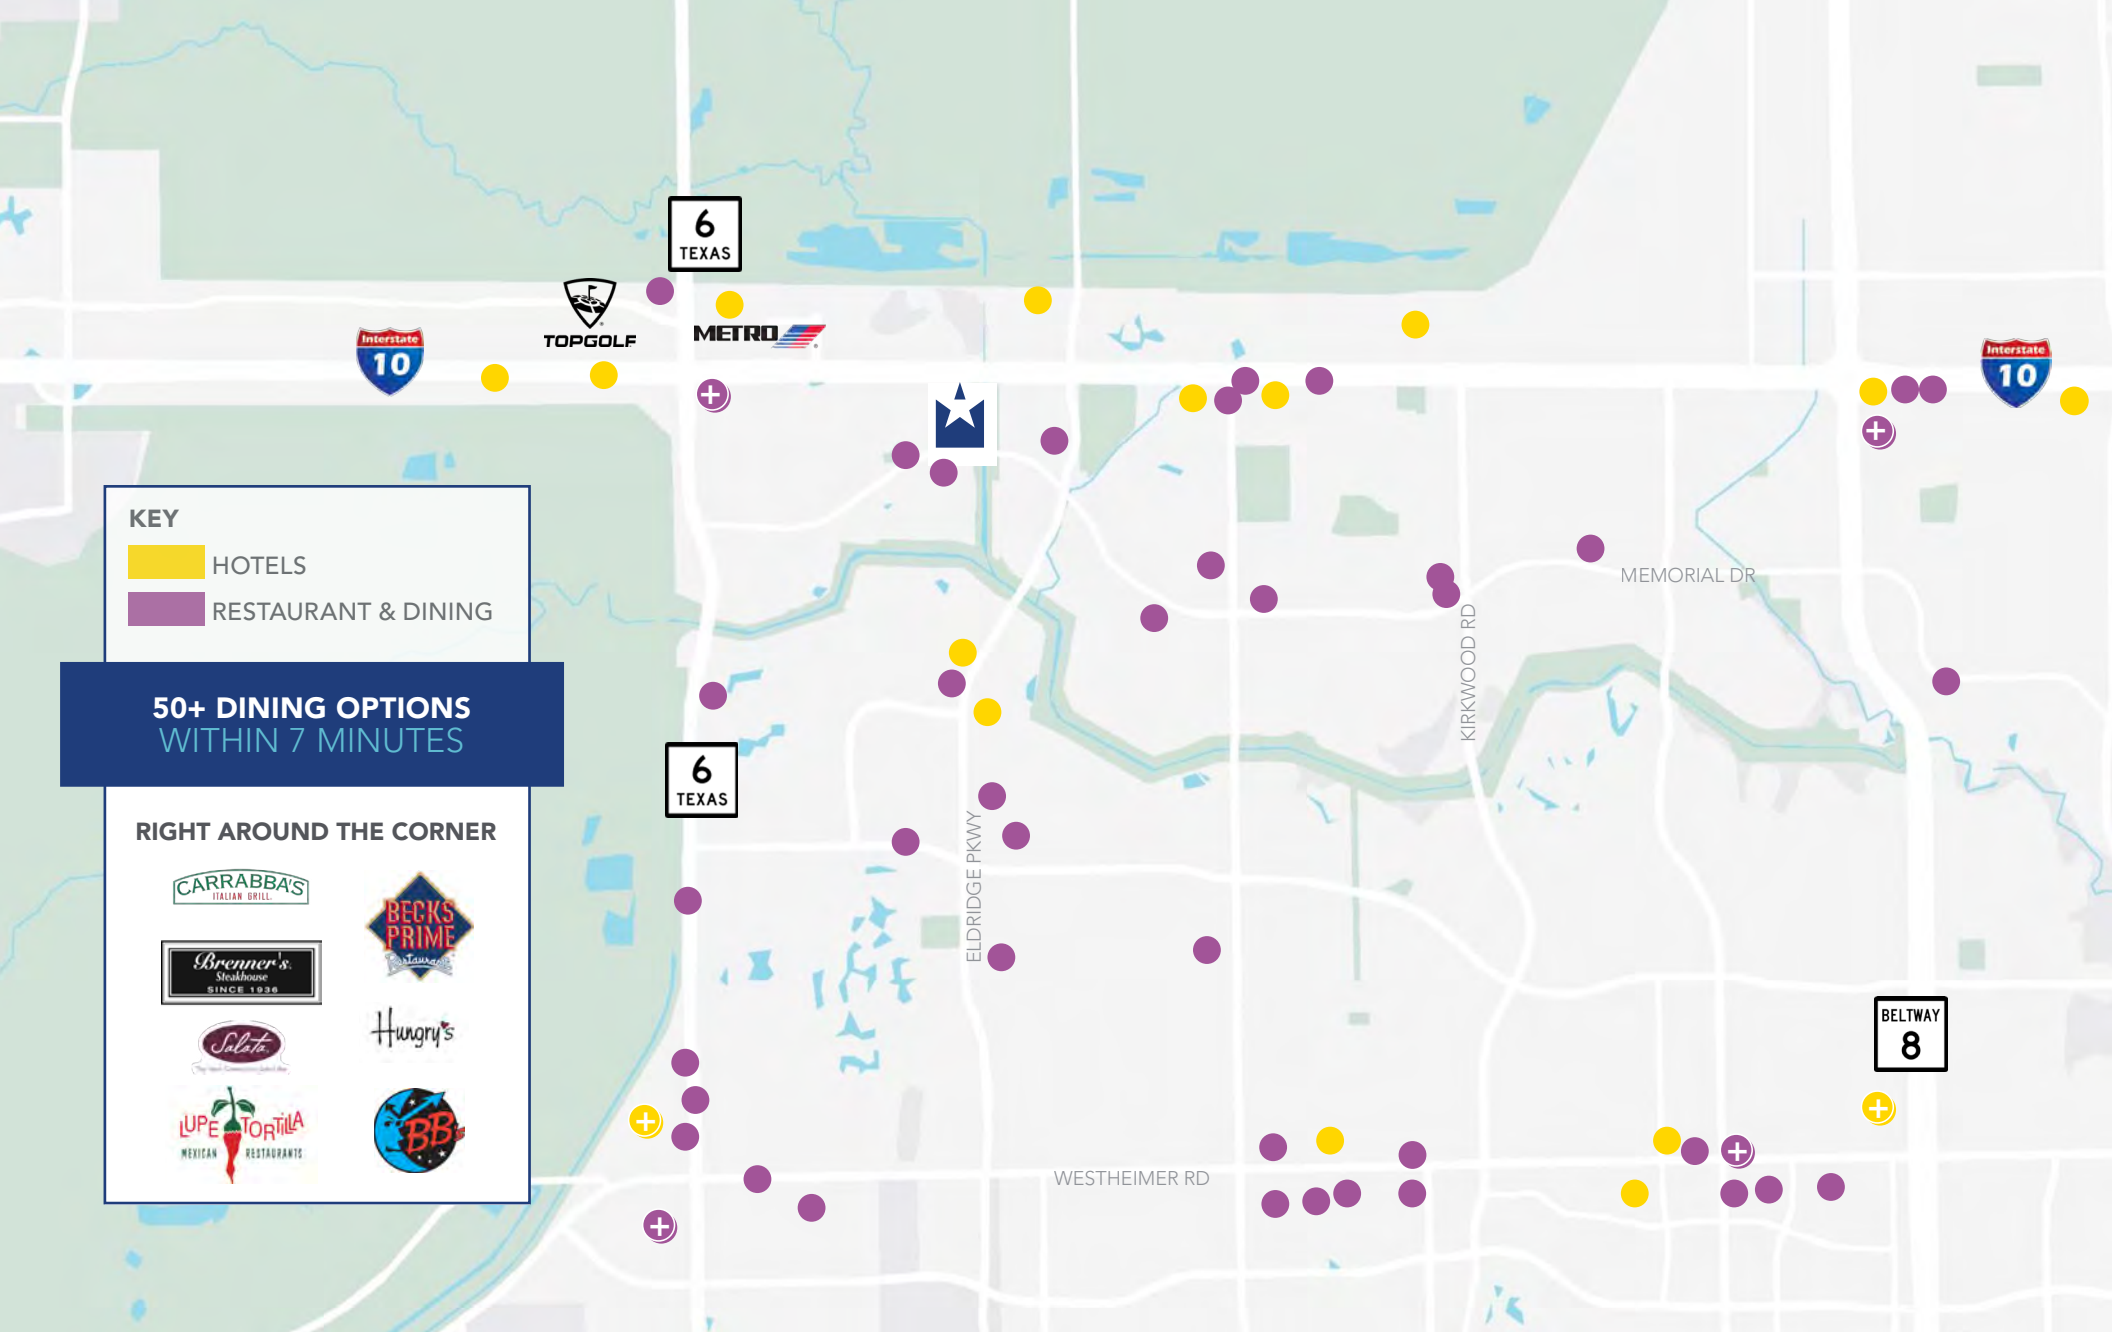 6
TEXAS
TOPGOLF
METRO
Interstate
10
Interstate
10
KEY
HOTELS
RESTAURANT & DINING
MEMORIAL DR
KIRKWOOD RD
50+ DINING OPTIONS
WITHIN 7 MINUTES
6
TEXAS
ELDRIDGE PKWY
RIGHT AROUND THE CORNER
CARRABBA'S
ITALIAN GRILL.
BECKS
PRIME
Restaurants
Brenner's
Steakhouse
SINCE 1936
Salata
Hungry's
LUPE TORTILLA
MEXICAN RESTAURANTS
BB
BELTWAY
8
WESTHEIMER RD